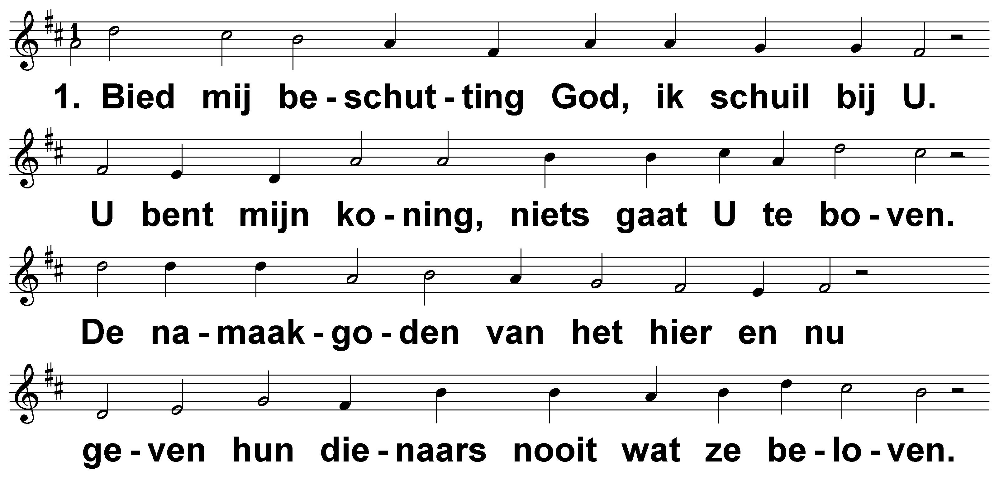 1
1. Bied mij be - schut - ting God, ik schuil bij U.
U bent mijn ko - ning, niets gaat U te bo - ven.
De na - maak - go - den van het hier en nu
ge - ven hun die - naars nooit wat ze be - lo - ven.